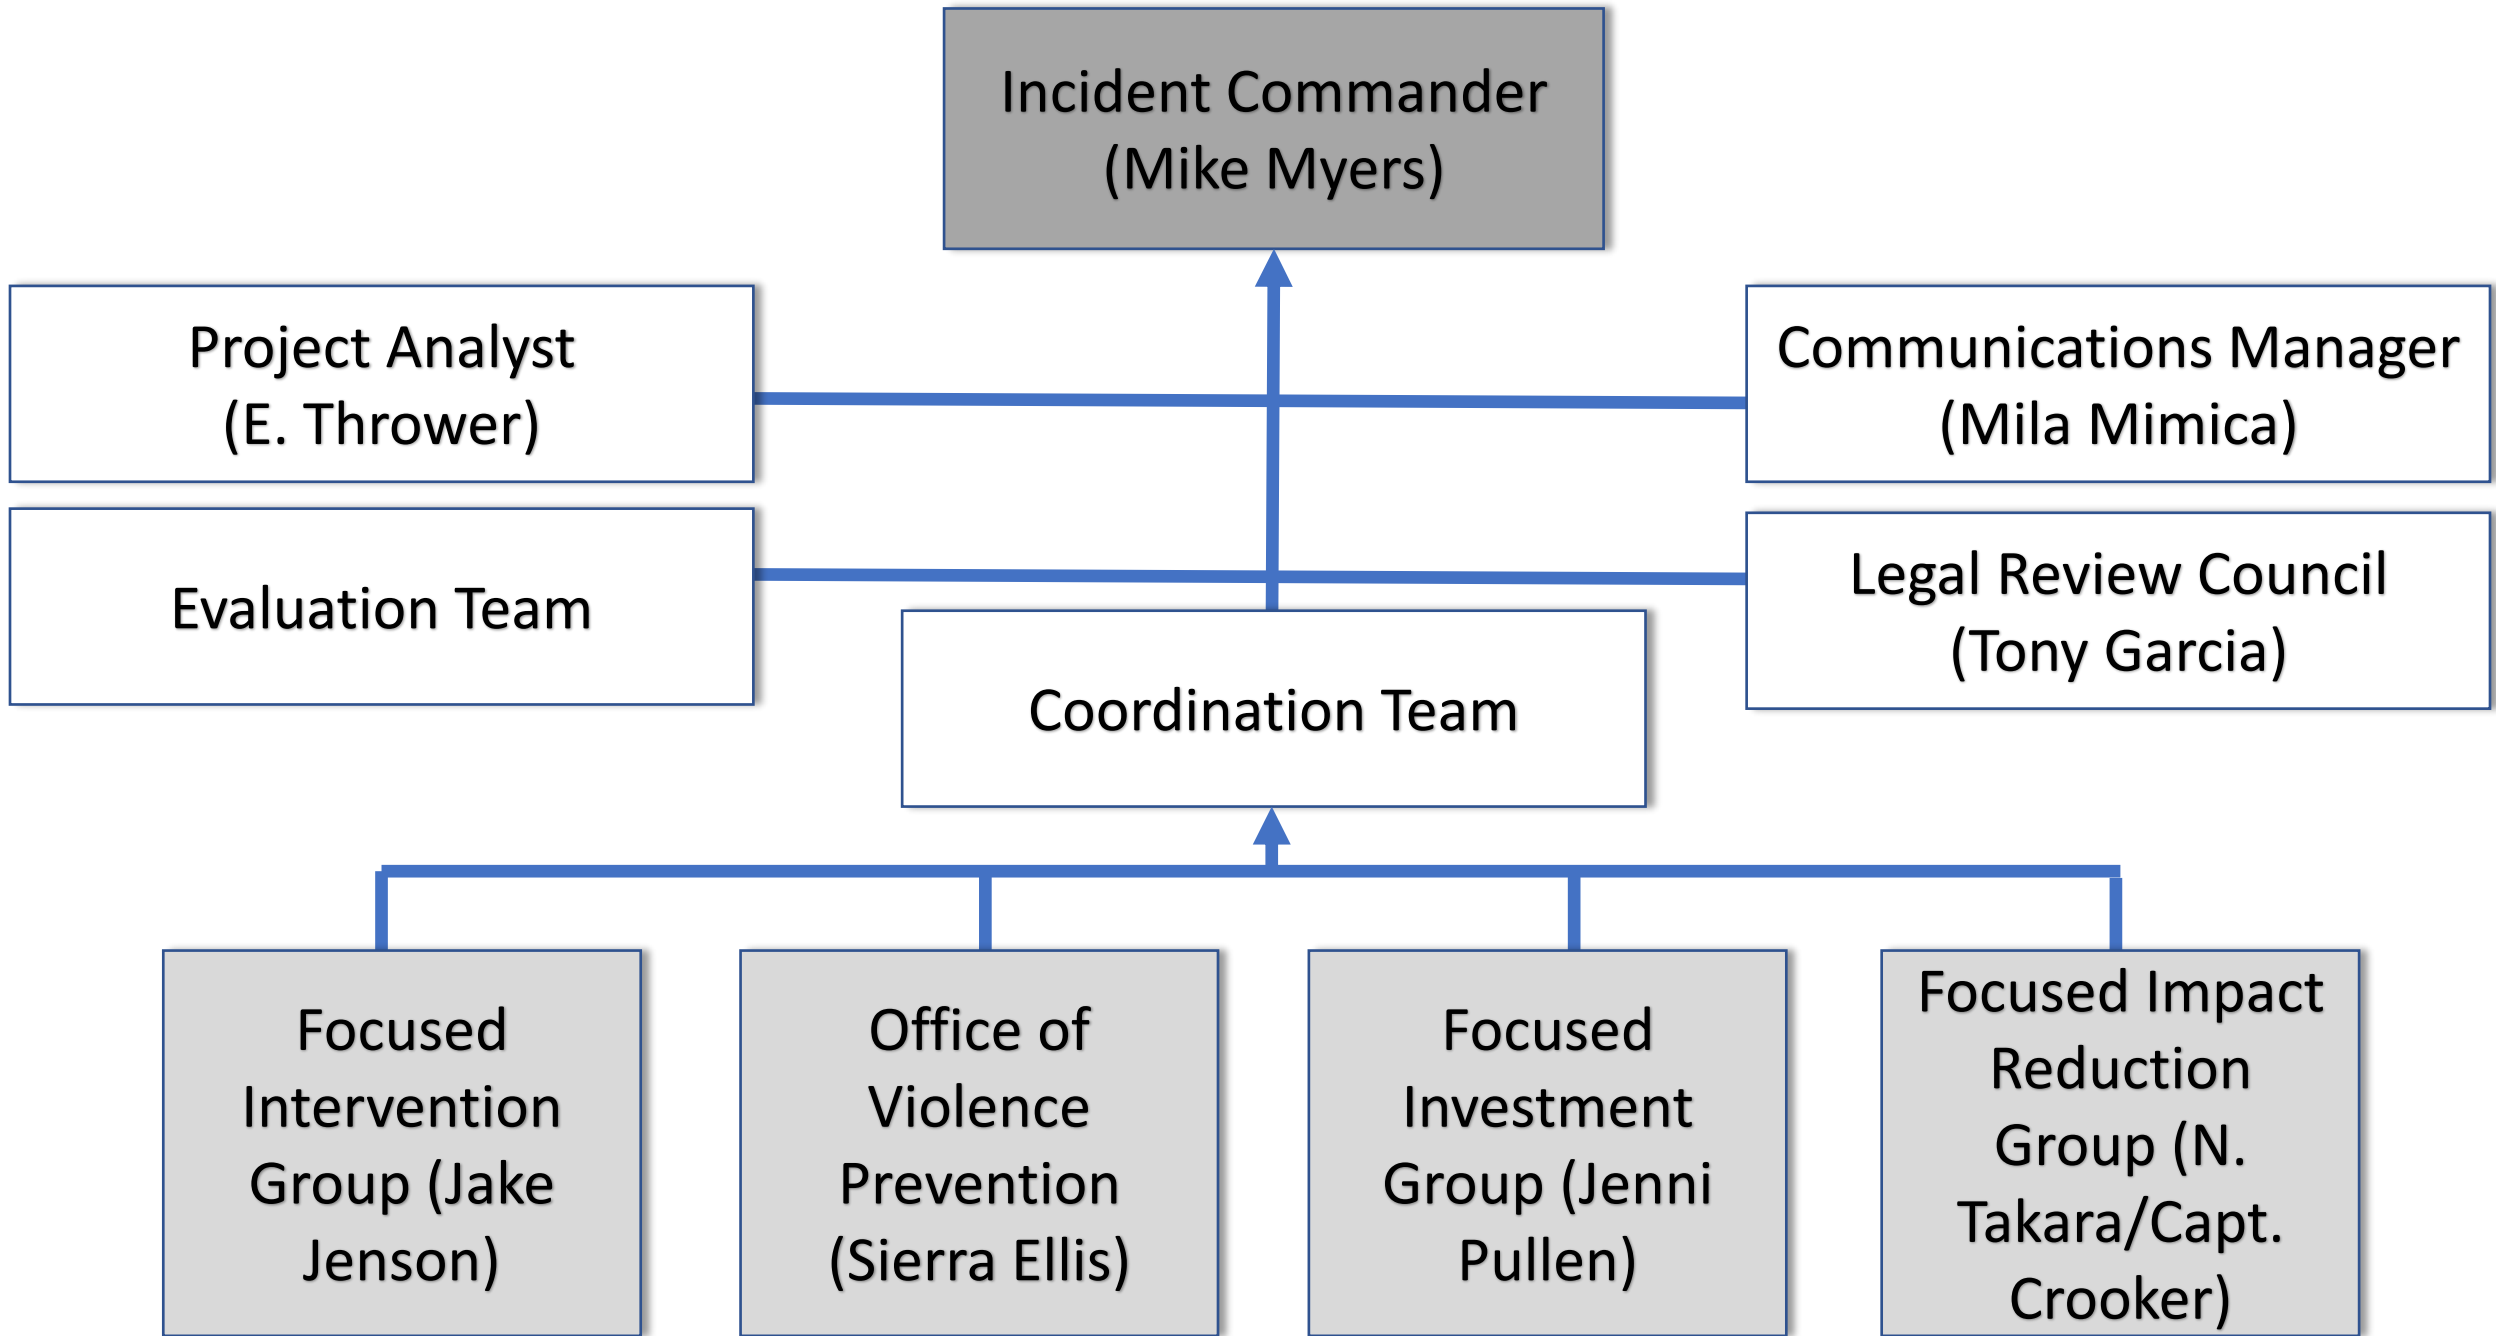 Incident Commander
(Mike Myers)
Project Analyst
(E. Thrower)
Communications Manager
(Mila Mimica)
Evaluation Team
Legal Review Council
(Tony Garcia)
Coordination Team
Focused
Intervention
Group (Jake
Jenson)
Office of
Violence
Prevention
(Sierra Ellis)
Focused
Investment
Group (Jenni
Pullen)
Focused Impact
Reduction
Group (N.
Takara/Capt.
Crooker)